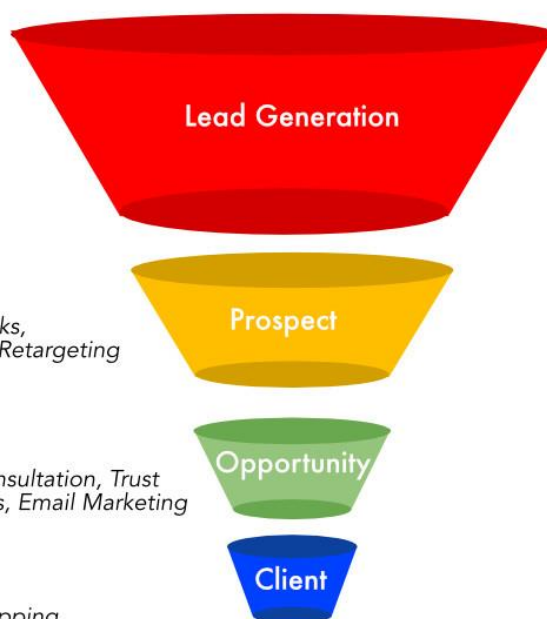 Lead Generation
Prospect
Retargeting
Opportunity
Trust
Email Marketing
Client